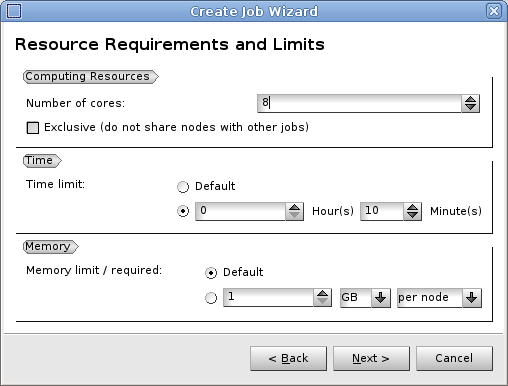 Create Job Wizard
Resource Requirements and Limits
Computing Resources
Number of cores: 8
Exclusive (do not share nodes with other jobs)
Time
Time limit: Default
0 Hour(s) 10 Minute(s)
Memory
Memory limit / required: Default
1 GB per node
< Back Next > Cancel